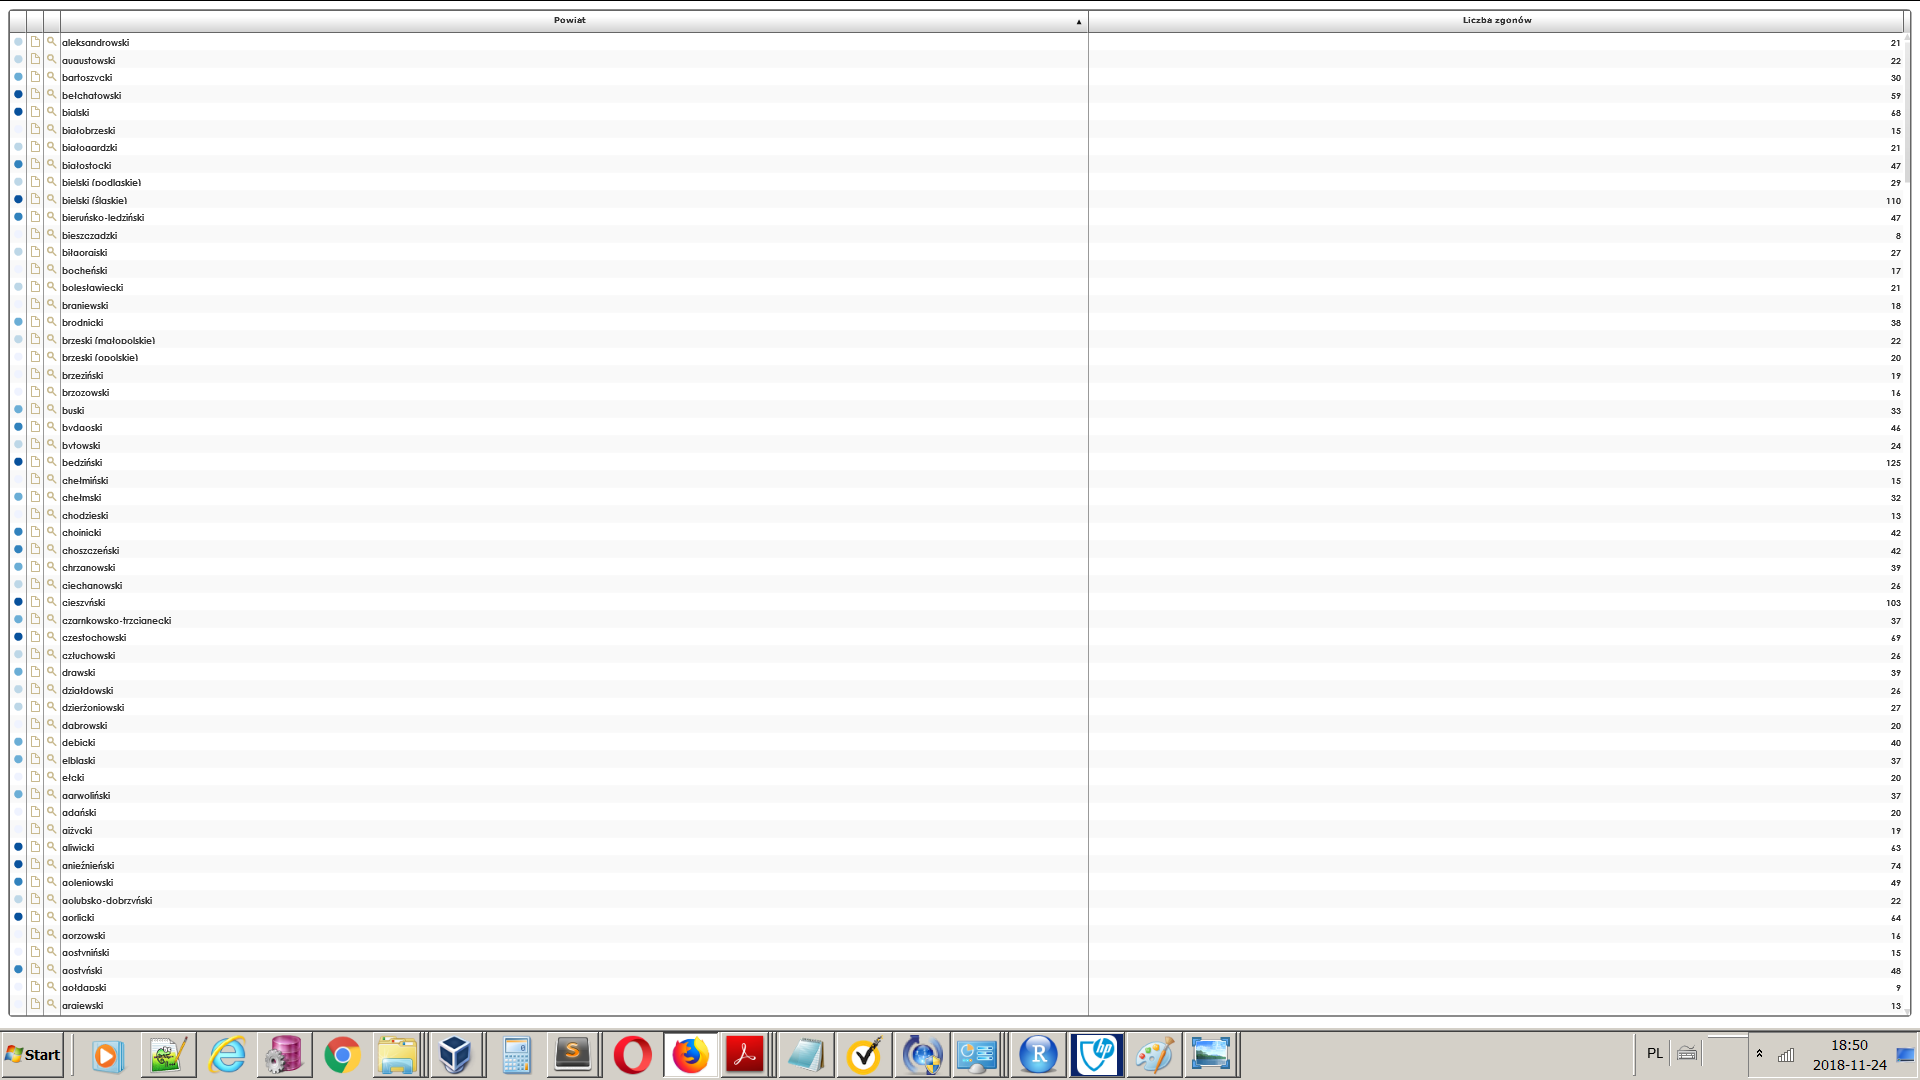 Powiat ▲ Liczba zgonów
aleksandrowski 21
augustowski 22
bartoszycki 30
bełchatowski 59
bialski 68
białobrzeski 15
białogardzki 21
białostocki 47
bielski (podlaskie) 29
bielski (śląskie) 110
bieruńsko-lędziński 47
bieszczadzki 8
biłgorajski 27
bocheński 17
bolesławiecki 21
braniewski 18
brodnicki 38
brzeski (małopolskie) 22
brzeski (opolskie) 20
brzeziński 19
brzozowski 16
buski 33
bydgoski 46
bytowski 24
będziński 125
chełmiński 15
chełmski 32
chodzieski 13
chojnicki 42
choszczeński 42
chrzanowski 39
ciechanowski 26
cieszyński 103
czarnkowsko-trzcianecki 37
częstochowski 69
człuchowski 26
drawski 39
działdowski 26
dzierżoniowski 27
dąbrowski 20
dębicki 40
elbląski 37
ełcki 20
garwoliński 37
gdański 20
giżycki 19
gliwicki 63
gnieźnieński 74
goleniowski 49
golubsko-dobrzyński 22
gorlicki 64
gorzowski 16
gostyniński 15
gostyński 48
gołdapski 9
grajewski 13
Start PL 18:50
2018-11-24